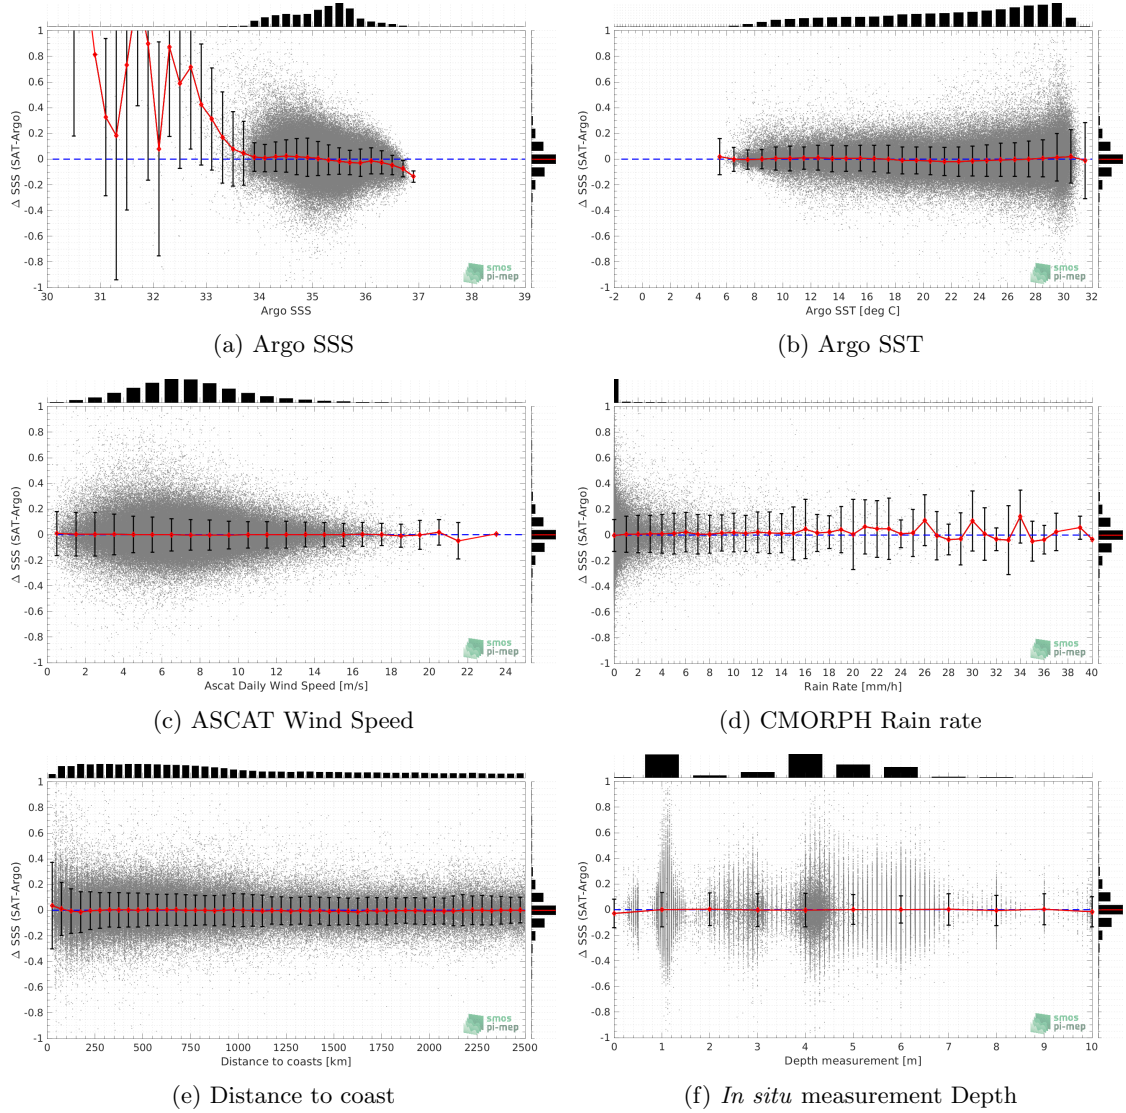 Δ SSS (SAT-Argo)
1
0.8
0.6
0.4
0.2
0
-0.2
-0.4
-0.6
-0.8
-1
30 31 32 33 34 35 36 37 38 39
Argo SSS
smos
pi-mep
(a) Argo SSS
Δ SSS (SAT-Argo)
1
0.8
0.6
0.4
0.2
0
-0.2
-0.4
-0.6
-0.8
-1
-2 0 2 4 6 8 10 12 14 16 18 20 22 24 26 28 30 32
Argo SST [deg C]
smos
pi-mep
(b) Argo SST
Δ SSS (SAT-Argo)
1
0.8
0.6
0.4
0.2
0
-0.2
-0.4
-0.6
-0.8
-1
0 2 4 6 8 10 12 14 16 18 20 22 24
Ascat Daily Wind Speed [m/s]
smos
pi-mep
(c) ASCAT Wind Speed
Δ SSS (SAT-Argo)
1
0.8
0.6
0.4
0.2
0
-0.2
-0.4
-0.6
-0.8
-1
0 2 4 6 8 10 12 14 16 18 20 22 24 26 28 30 32 34 36 38 40
Rain Rate [mm/h]
smos
pi-mep
(d) CMORPH Rain rate
Δ SSS (SAT-Argo)
1
0.8
0.6
0.4
0.2
0
-0.2
-0.4
-0.6
-0.8
-1
0 250 500 750 1000 1250 1500 1750 2000 2250 2500
Distance to coasts [km]
smos
pi-mep
(e) Distance to coast
Δ SSS (SAT-Argo)
1
0.8
0.6
0.4
0.2
0
-0.2
-0.4
-0.6
-0.8
-1
0 1 2 3 4 5 6 7 8 9 10
Depth measurement [m]
smos
pi-mep
(f) In situ measurement Depth